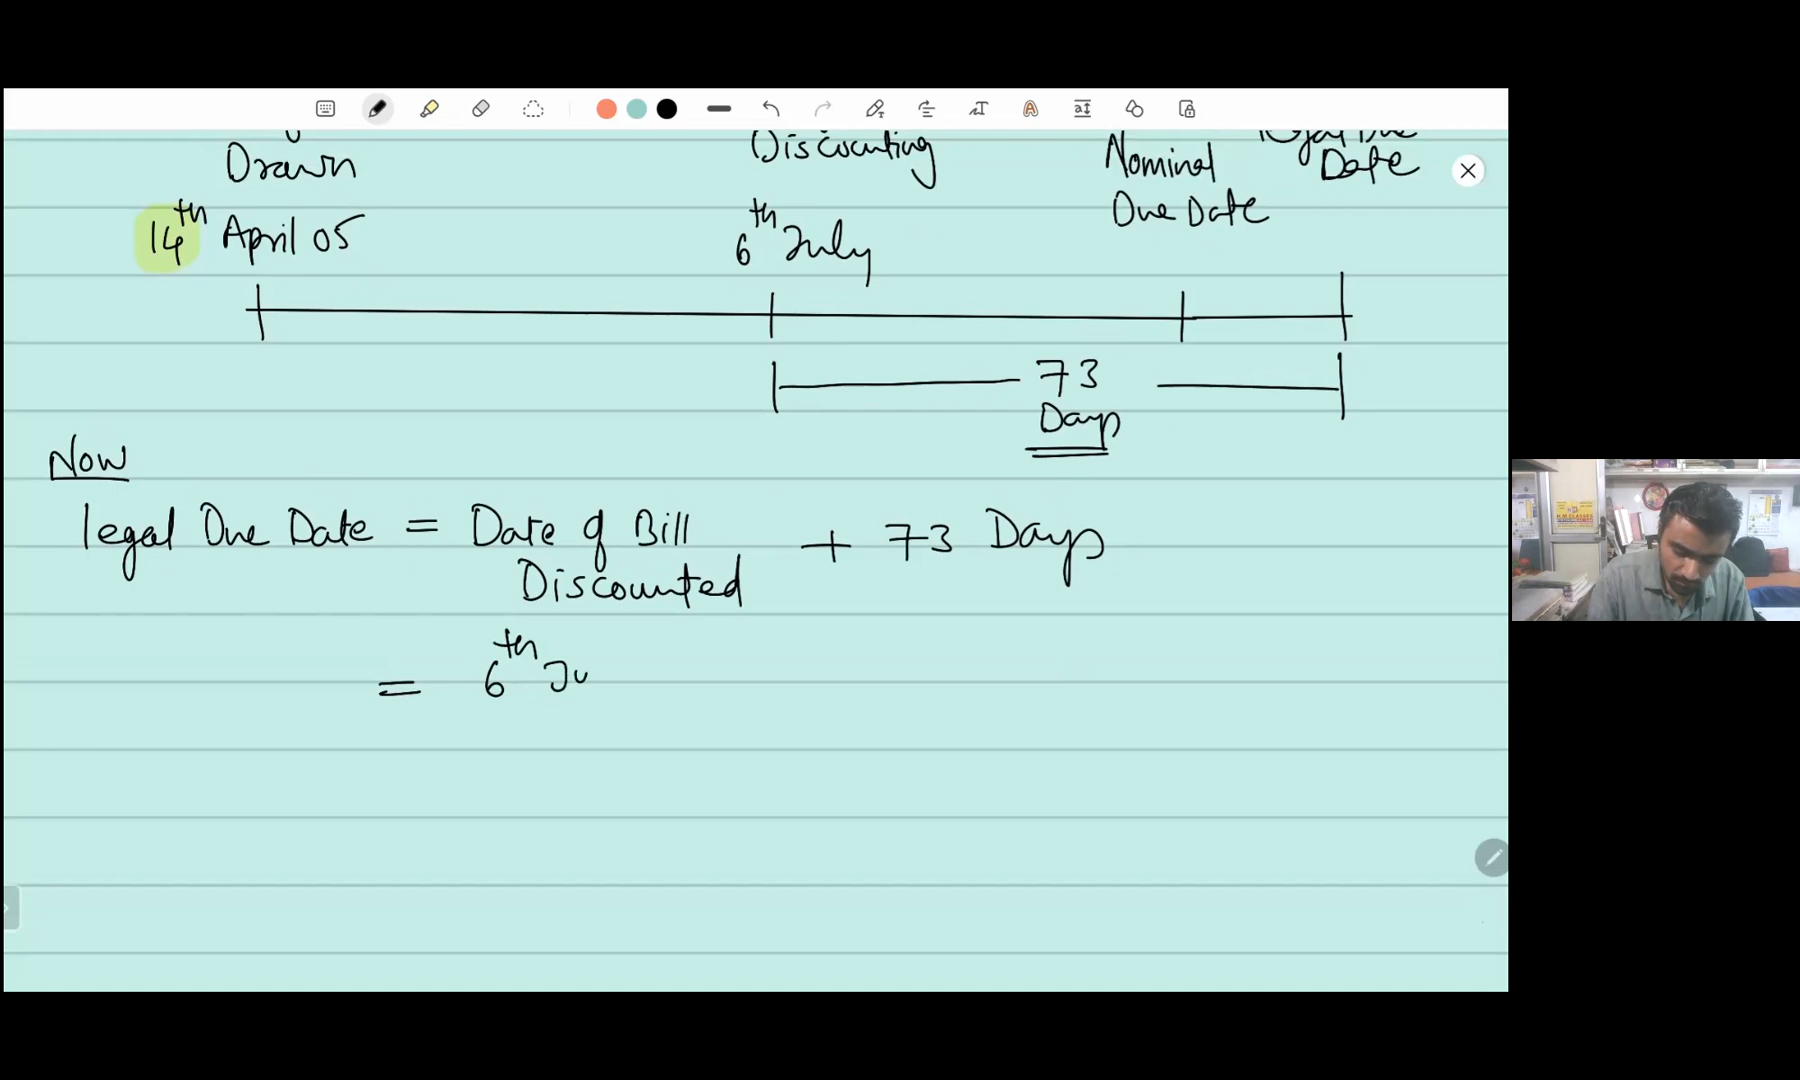 Discounting
Drawn
Nominal
Date
Due Date
14th April 05
6th July
73
Days
Now
legal Due Date = Date of Bill + 73 Days
Discounted
= 6th Ju